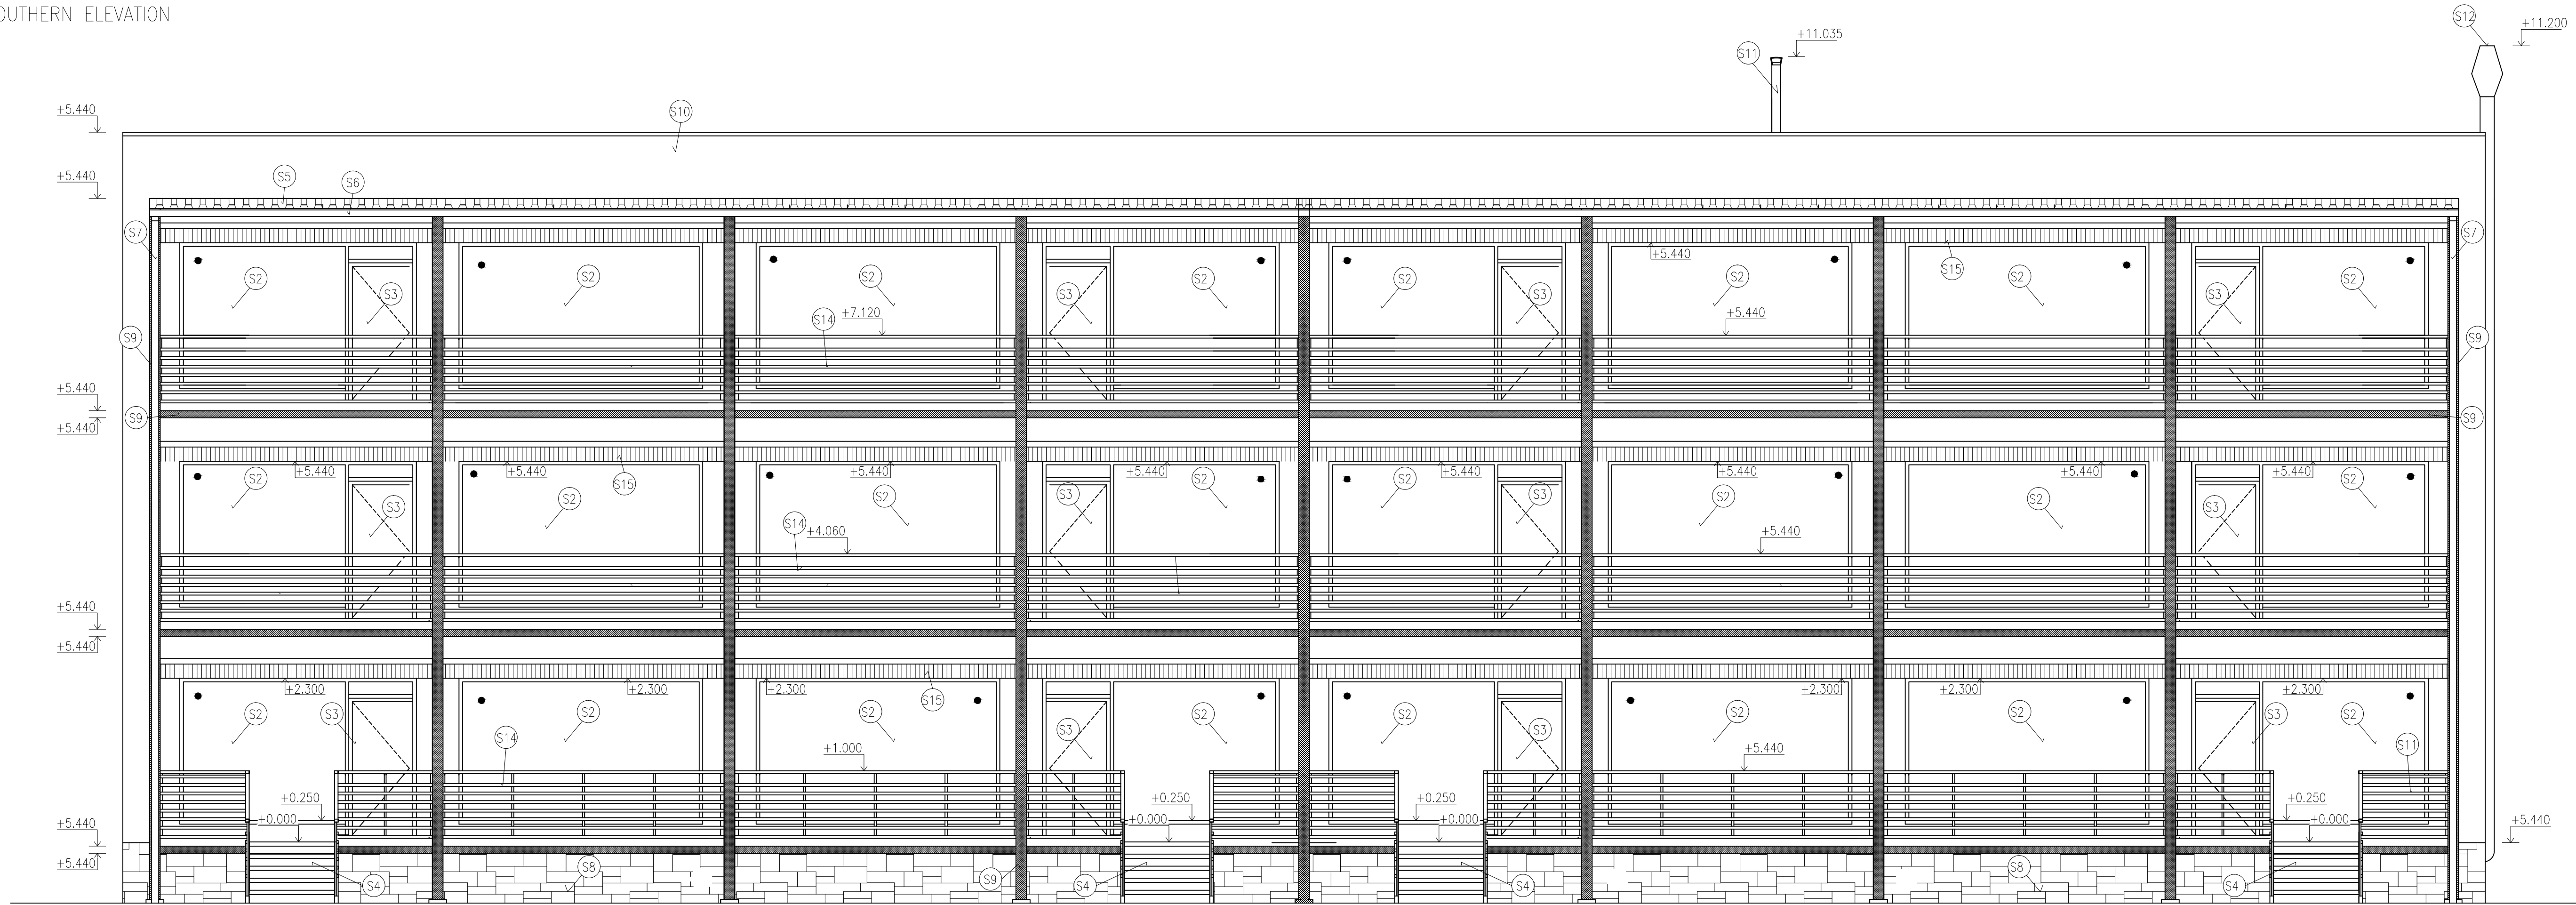 OUTHERN ELEVATION
S12
+11.200
+11.035
S11
+5.440
S10
+5.440
S5
S6
S7
S7
+5.440
S15
S2
S2
S2
S2
S2
S2
S2
S2
S3
S3
S3
S3
S14
+7.120
+5.440
S9
S9
+5.440
S9
S9
+5.440
+5.440
+5.440
+5.440
+5.440
+5.440
+5.440
+5.440
+5.440
S15
S2
S2
S2
S2
S2
S2
S2
S2
S3
S3
S3
S3
S14
+4.060
+5.440
+5.440
+5.440
+2.300
+2.300
+2.300
+2.300
+2.300
+2.300
S15
S2
S3
S2
S2
S2
S2
S2
S2
S3
S2
S3
S3
S14
+1.000
+5.440
S11
+0.250
+0.250
+0.250
+0.250
+0.000
+0.000
+0.000
+0.000
+5.440
+5.440
+5.440
S4
S8
S9
S4
S4
S8
S4